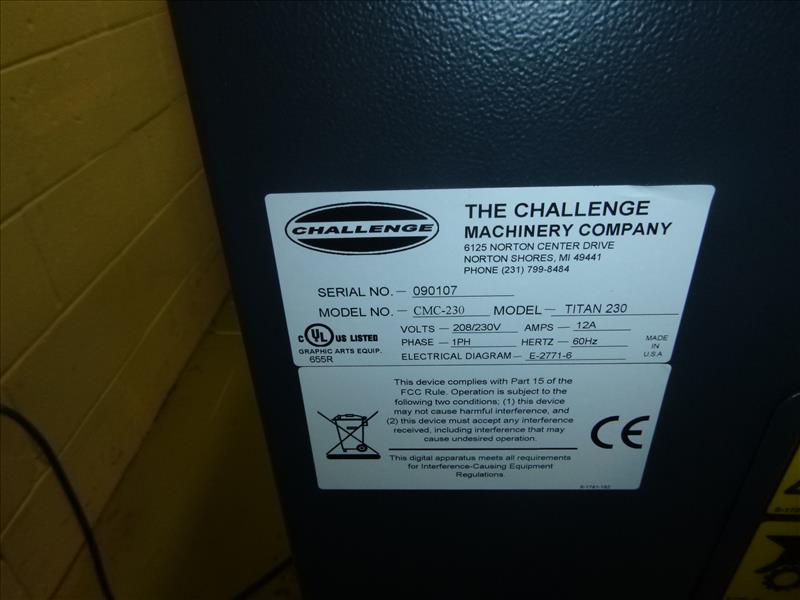 CHALLENGE
THE CHALLENGE
MACHINERY COMPANY
6125 NORTON CENTER DRIVE
NORTON SHORES, MI 49441
PHONE (231) 799-8484
SERIAL NO. — 090107
MODEL NO. — CMC-230 MODEL — TITAN 230
C UL US LISTED
GRAPHIC ARTS EQUIP.
655R
VOLTS — 208/230V AMPS — 12A
PHASE — 1PH HERTZ — 60Hz
ELECTRICAL DIAGRAM — E-2771-6
MADE
IN
U.S.A
This device complies with Part 15 of the
FCC Rule. Operation is subject to the
following two conditions; (1) this device
may not cause harmful interference, and
(2) this device must accept any interference
received, including interference that may
cause undesired operation.
CE
This digital apparatus meets all requirements
for Interference-Causing Equipment
Regulations.